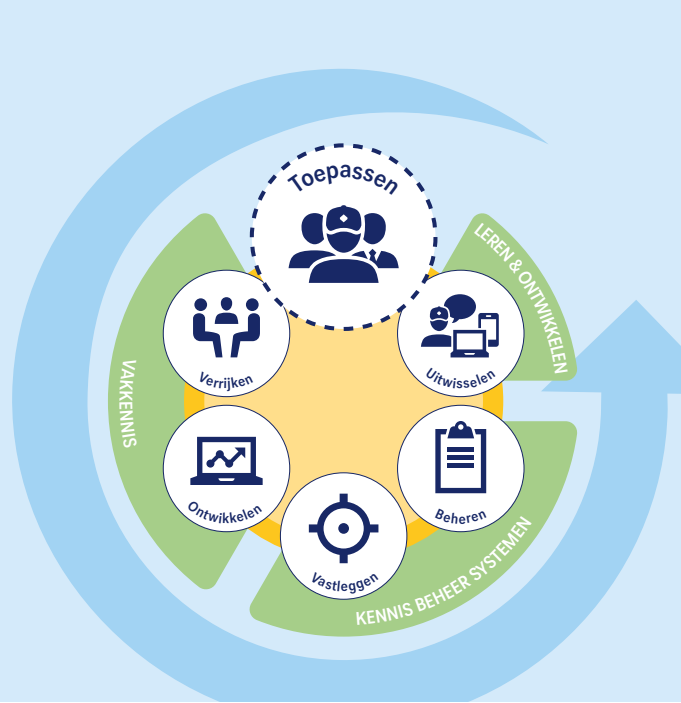 Toepassen
LEREN & ONTWIKKELEN
Verrijken
Uitwisselen
VAKKENNIS
Ontwikkelen
Beheren
Vastleggen
KENNIS BEHEER SYSTEMEN